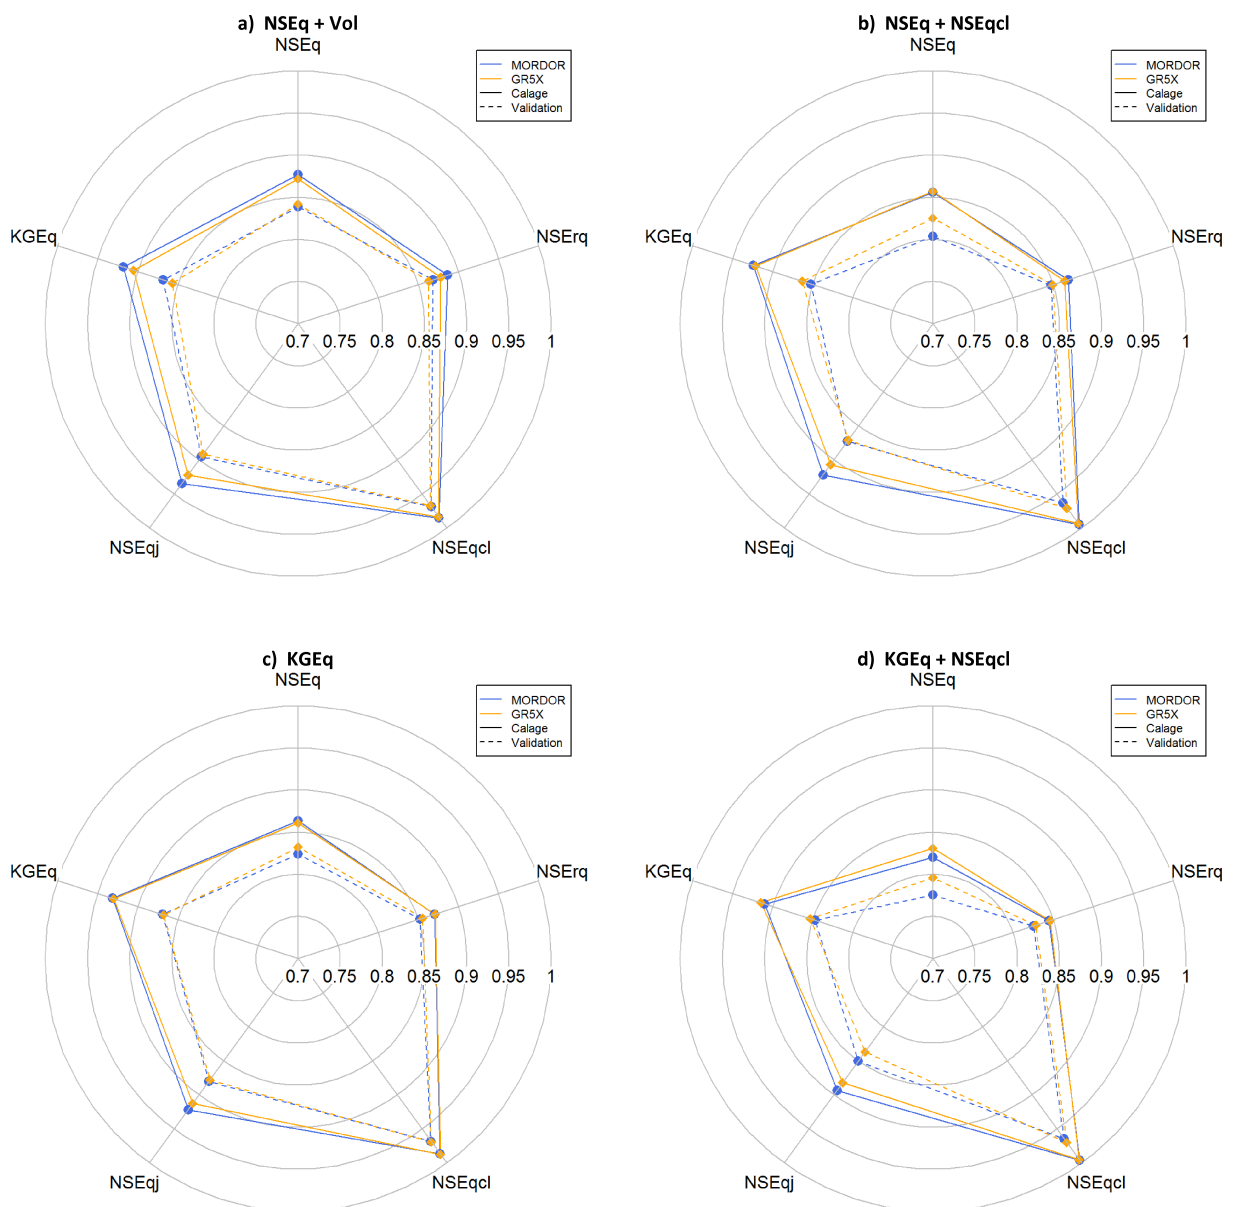 a) NSEq + Vol
NSEq
MORDOR
GR5X
Calage
Validation
KGEq
NSErq
0.7 0.75 0.8 0.85 0.9 0.95 1
NSEqj
NSEqcl
b) NSEq + NSEqcl
NSEq
MORDOR
GR5X
Calage
Validation
KGEq
NSErq
0.7 0.75 0.8 0.85 0.9 0.95 1
NSEqj
NSEqcl
c) KGEq
NSEq
MORDOR
GR5X
Calage
Validation
KGEq
NSErq
0.7 0.75 0.8 0.85 0.9 0.95 1
NSEqj
NSEqcl
d) KGEq + NSEqcl
NSEq
MORDOR
GR5X
Calage
Validation
KGEq
NSErq
0.7 0.75 0.8 0.85 0.9 0.95 1
NSEqj
NSEqcl